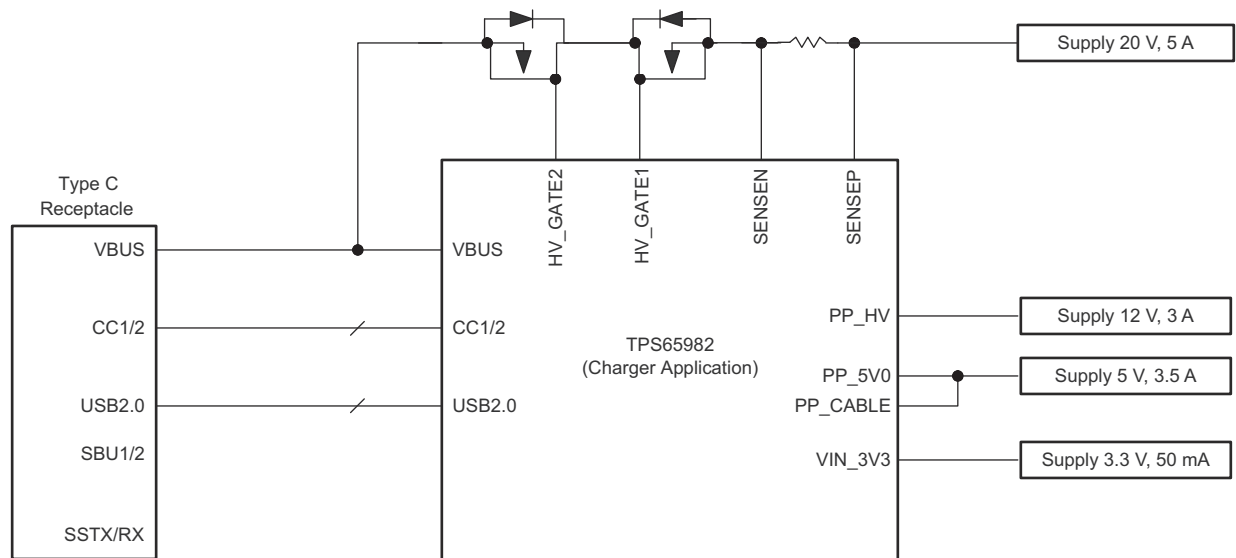 Supply 20 V, 5 A
HV_GATE2
HV_GATE1
SENSEN
SENSEP
Type C
Receptacle
VBUS
VBUS
CC1/2
CC1/2
USB2.0
USB2.0
SBU1/2
SSTX/RX
TPS65982
(Charger Application)
PP_HV
Supply 12 V, 3 A
PP_5V0
Supply 5 V, 3.5 A
PP_CABLE
VIN_3V3
Supply 3.3 V, 50 mA